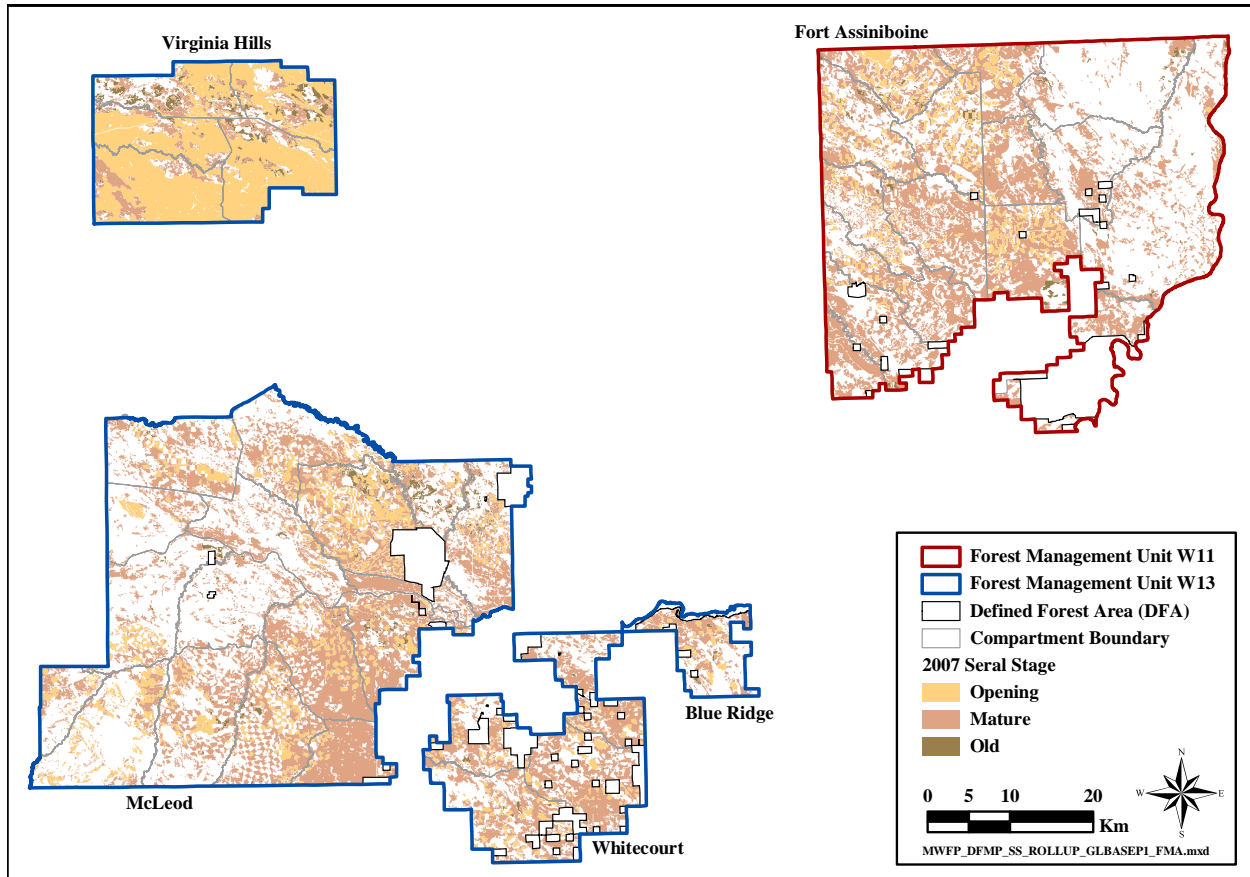 Virginia Hills
Fort Assiniboine
McLeod
Blue Ridge
Whitecourt
Forest Management Unit W11
Forest Management Unit W13
Defined Forest Area (DFA)
Compartment Boundary
2007 Seral Stage
Opening
Mature
Old
N
W E
S
0 5 10 20
Km
MWFP_DFMP_SS_ROLLUP_GLBASEP1_FMA.mxd